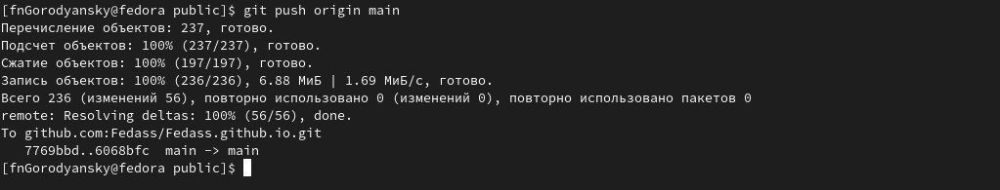 [fnGorodyansky@fedora public]$ git push origin main
Перечисление объектов: 237, готово.
Подсчет объектов: 100% (237/237), готово.
Сжатие объектов: 100% (197/197), готово.
Запись объектов: 100% (236/236), 6.88 МиБ | 1.69 МиБ/с, готово.
Всего 236 (изменений 56), повторно использовано 0 (изменений 0), повторно использовано пакетов 0
remote: Resolving deltas: 100% (56/56), done.
To github.com:Fedass/Fedass.github.io.git
   7769bbd..6068bfc  main -> main
[fnGorodyansky@fedora public]$